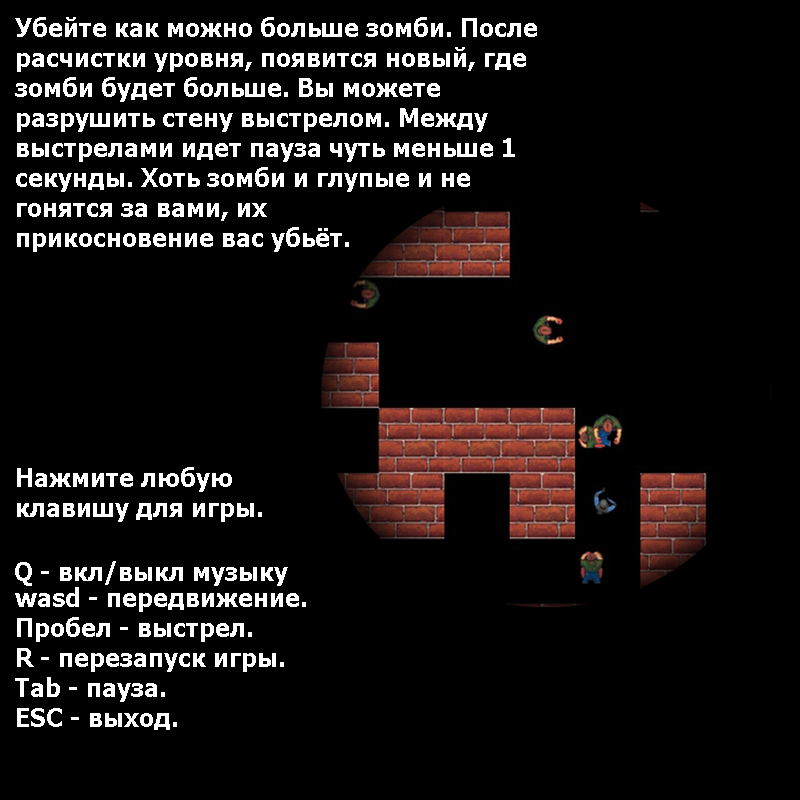 Убейте как можно больше зомби. После
расчистки уровня, появится новый, где
зомби будет больше. Вы можете
разрушить стену выстрелом. Между
выстрелами идет пауза чуть меньше 1
секунды. Хоть зомби и глупые и не
гонятся за вами, их
прикосновение вас убьёт.
Нажмите любую
клавишу для игры.
Q - вкл/выкл музыку
wasd - передвижение.
Пробел - выстрел.
R - перезапуск игры.
Tab - пауза.
ESC - выход.